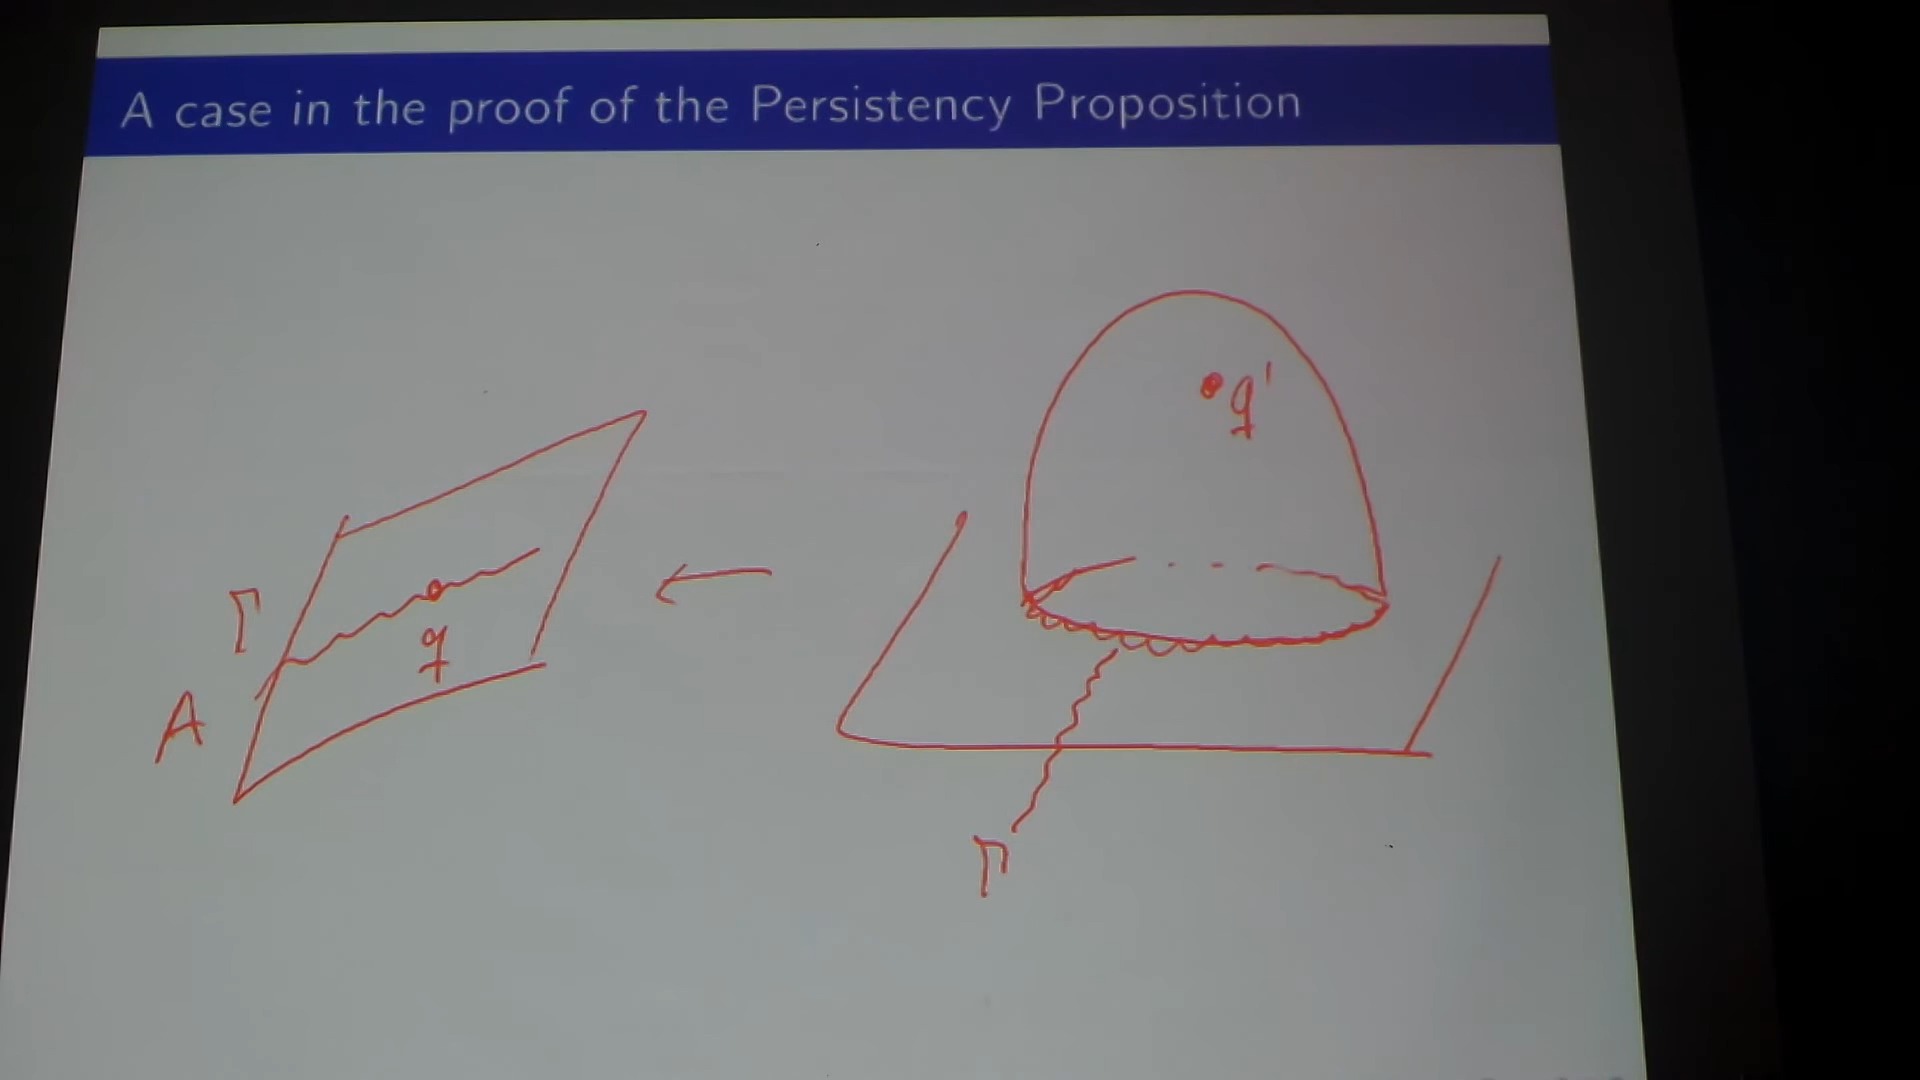 A case in the proof of the Persistency Proposition
q'
Γ
q
A
Γ